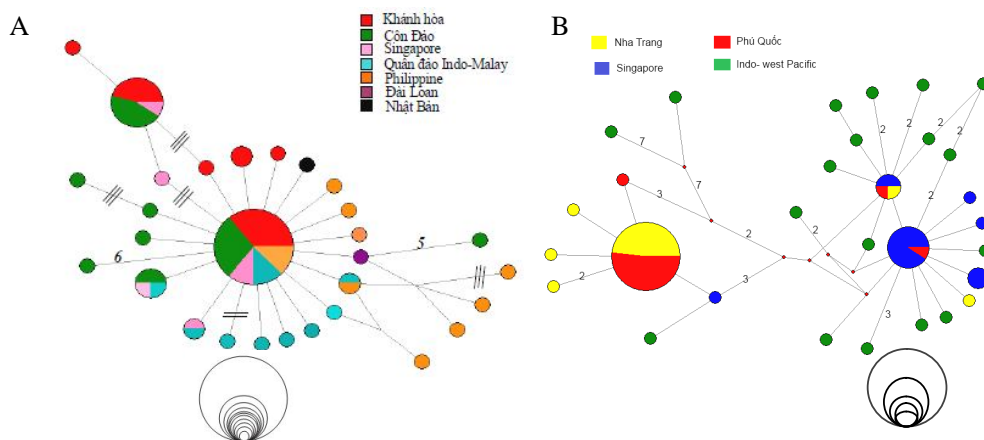 A
Khánh hòa
Côn Đảo
Singapore
Quần đảo Indo-Malay
Philippine
Đài Loan
Nhật Bản
6
5
B
Nha Trang
Phú Quốc
Singapore
Indo- west Pacific
7
7
3
2
3
2
2
2
2
2
2
2
3